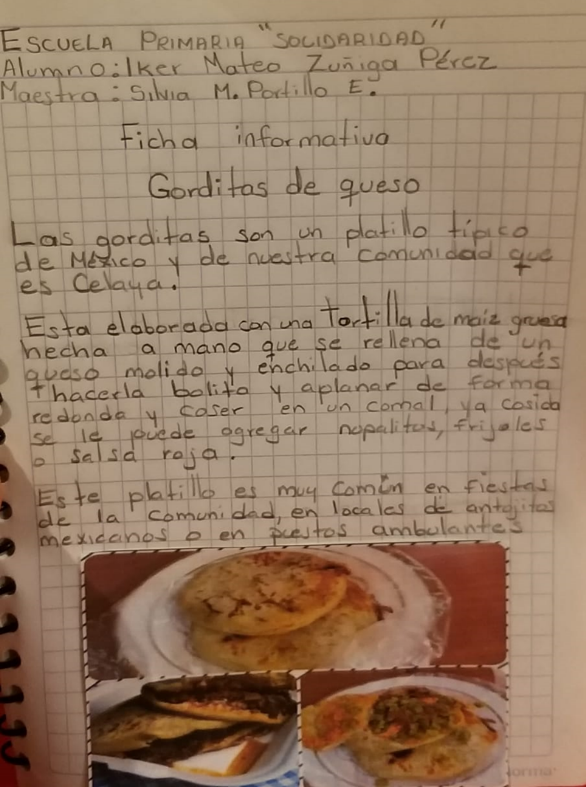 ESCUELA PRIMARIA "SOLIDARIDAD"
Alumno: Iker Mateo Zuñiga Pérez
Maestra: Silvia M. Portillo E.
Ficha informativa
Gorditas de queso
Las gorditas son un platillo típico
de México y de nuestra comunidad que
es Celaya.
Esta elaborada con una Tortilla de maiz gruesa
hecha a mano que se rellena de un
queso molido y enchilado para después
hacerla bolita y aplanar de forma
redonda y coser en un comal, ya cosida
se le puede agregar nopalitos, frijoles
o salsa roja.
Este platillo es muy común en fiestas
de la comunidad, en locales de antojitos
mexicanos o en puestos ambulantes
norma